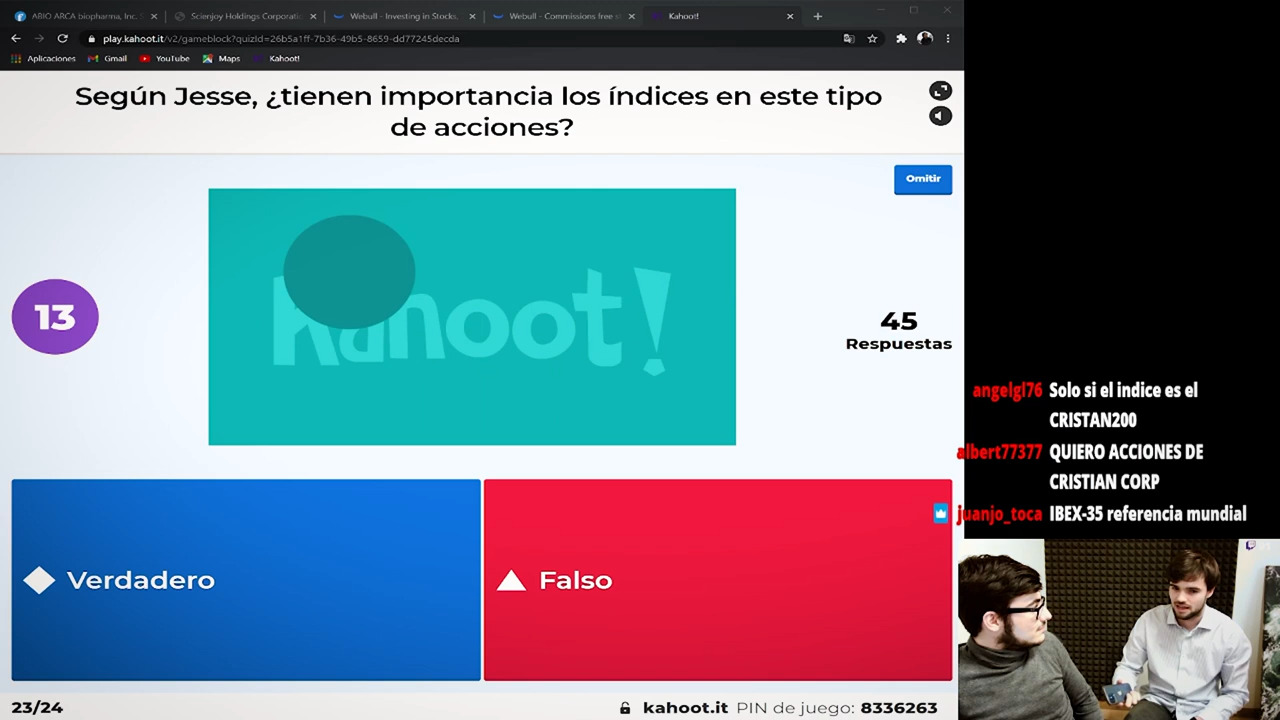 ABIO ARCA biopharma, Inc. S
Scienjoy Holdings Corporatio
Webull - Investing in Stocks,
Webull - Commissions free in
Kahoot!
play.kahoot.it/v2/gameblock?quizId=26b5a1ff-7b36-49b5-8659-dd77245decda
Aplicaciones
Gmail
YouTube
Maps
Kahoot!
Según Jesse, ¿tienen importancia los índices en este tipo
de acciones?
Omitir
Kahoot!
13
45
Respuestas
angelgl76 Solo si el indice es el
CRISTAN200
albert77377 QUIERO ACCIONES DE
CRISTIAN CORP
juanjo_toca IBEX-35 referencia mundial
Verdadero
Falso
23/24
kahoot.it PIN de juego: 8336263